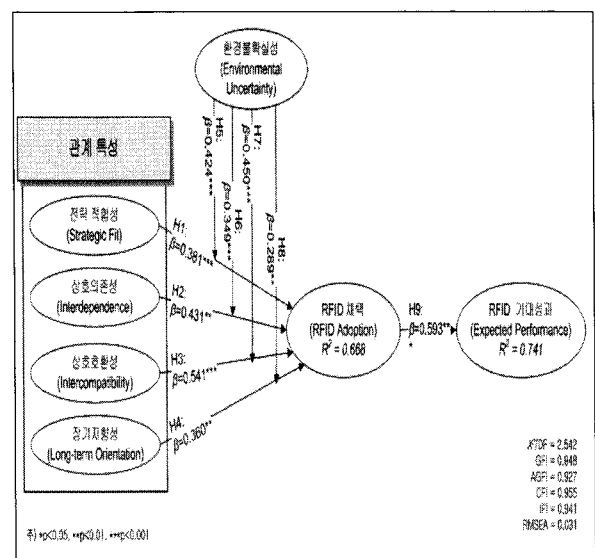 환경불확실성
(Environmental
Uncertainty)
관계 특성
전략 적합성
(Strategic Fit)
상호의존성
(Interdependence)
상호호환성
(Intercompatibility)
장기지향성
(Long-term Orientation)
H1:
β=0.381***
H2:
β=0.431**
H3:
β=0.541***
H4:
β=0.360**
H5:
β=0.424***
H6:
β=0.349***
H7:
β=0.450***
H8:
β=0.289**
RFID 채택
(RFID Adoption)
R² = 0.668
H9:
β=0.593**
*
RFID 기대성과
(Expected Performance)
R² = 0.741
= 2.542
GFI = 0.948
AGFI = 0.927
CFI = 0.955
IFI = 0.941
RMSEA = 0.031
주) *p<0.05, **p<0.01, ***p<0.001